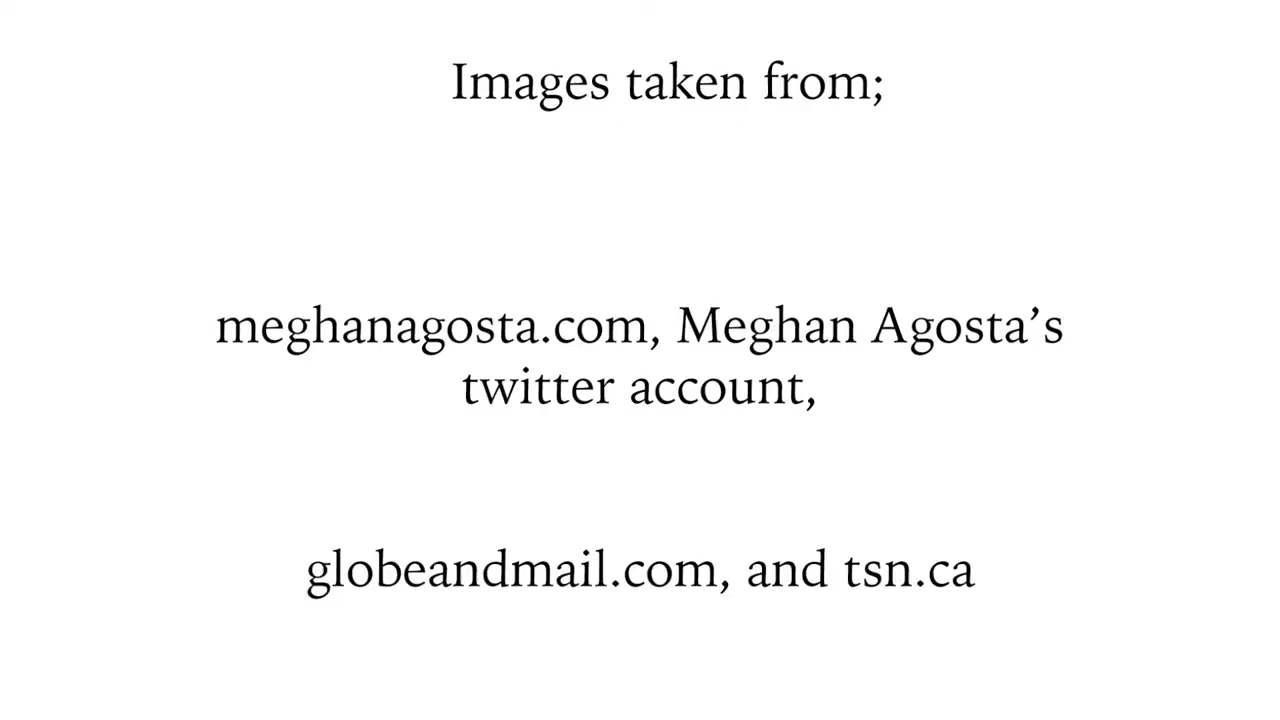 Images taken from;
meghanagosta.com, Meghan Agosta’s
twitter account,
globeandmail.com, and tsn.ca